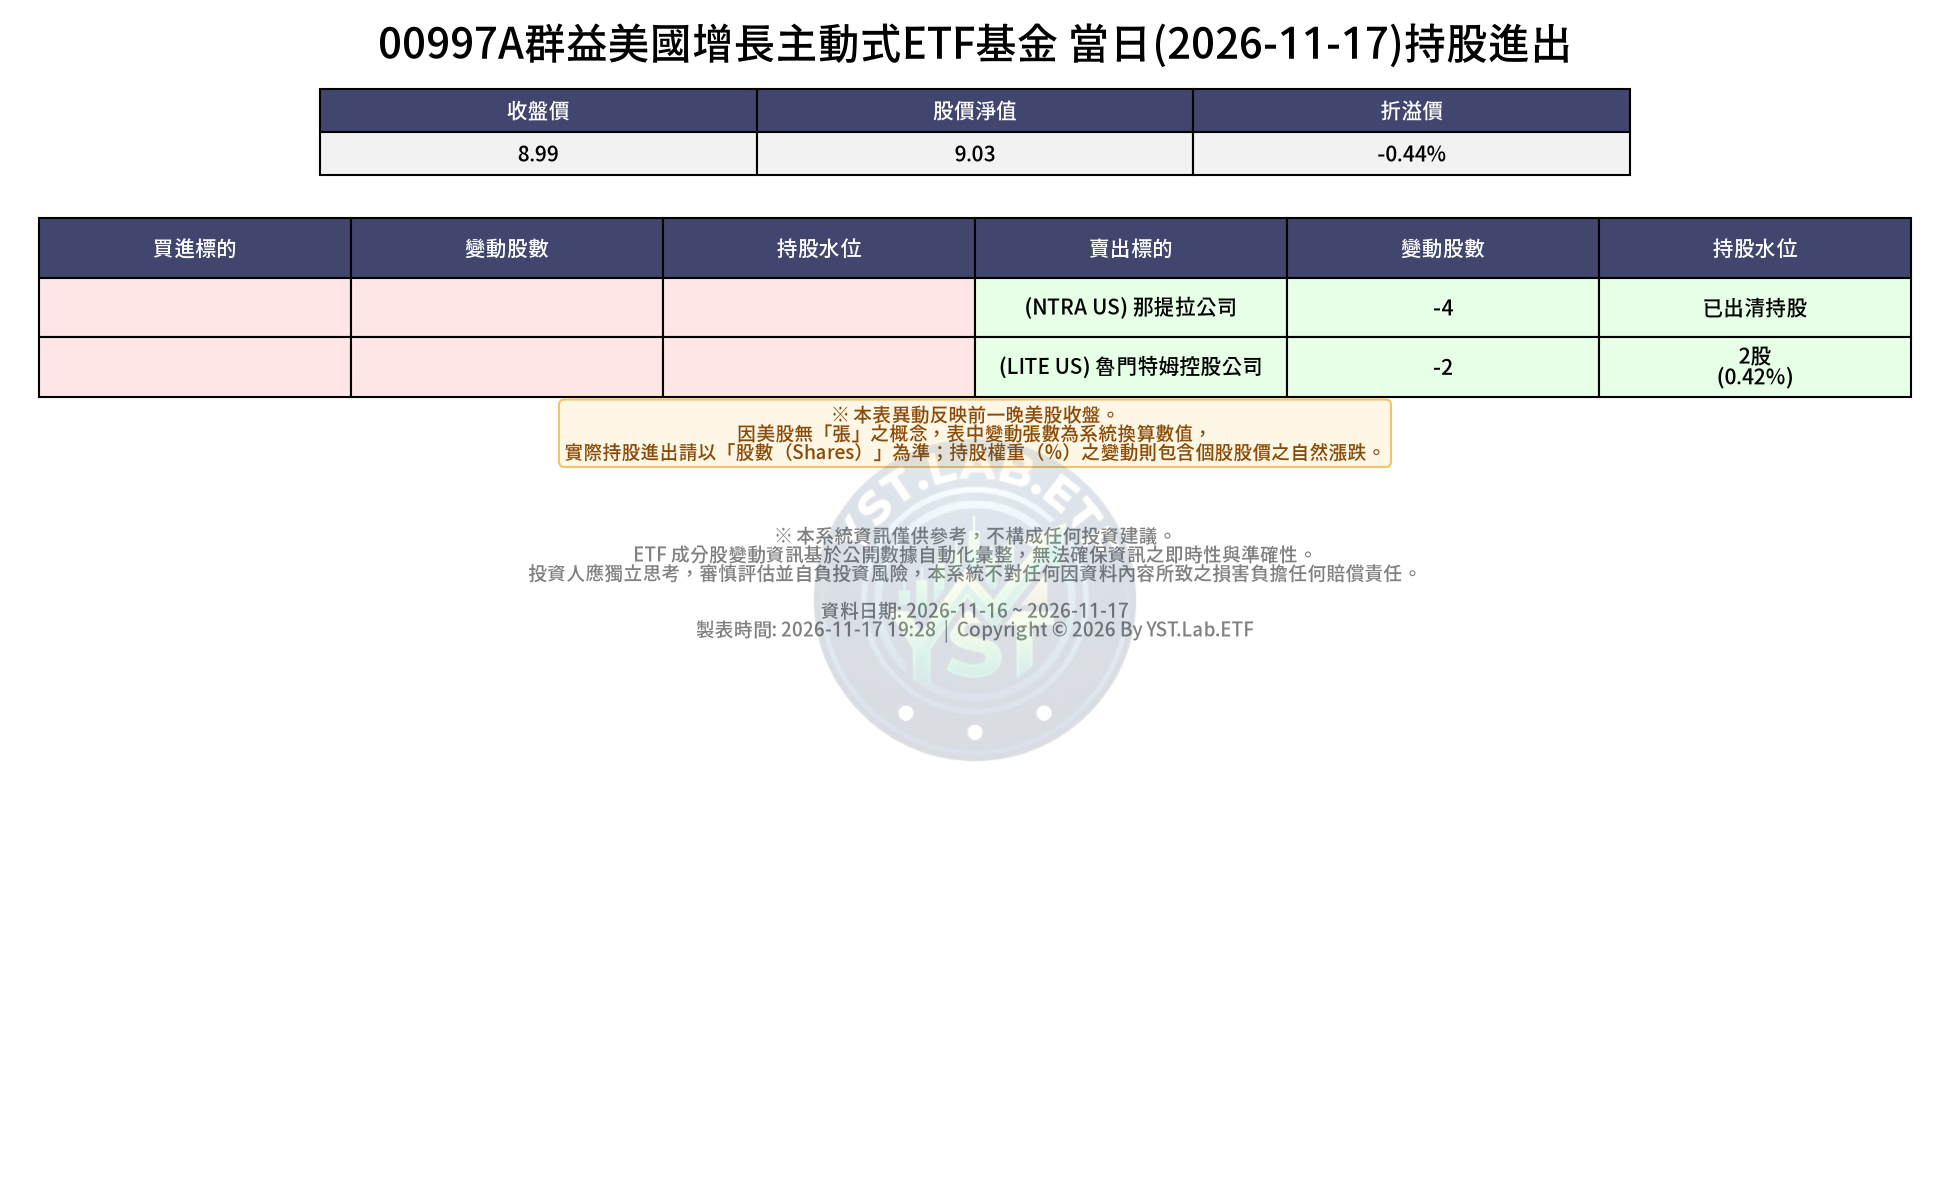 00997A群益美國增長主動式ETF基金 當日(2026-11-17)持股進出
收盤價 股價淨值 折溢價
8.99 9.03 -0.44%
買進標的 變動股數 持股水位 賣出標的 變動股數 持股水位
(NTRA US) 那提拉公司 -4 已出清持股
(LITE US) 魯門特姆控股公司 -2 2股
(0.42%)
※ 本表異動反映前一晚美股收盤。
因美股無「張」之概念，表中變動張數為系統換算數值，
實際持股進出請以「股數（Shares）」為準；持股權重（%）之變動則包含個股股價之自然漲跌。
YST.LAB.ET
※ 本系統資訊僅供參考，不構成任何投資建議。
ETF 成分股變動資訊基於公開數據自動化彙整，無法確保資訊之即時性與準確性。
投資人應獨立思考，審慎評估並自負投資風險，本系統不對任何因資料內容所致之損害負擔任何賠償責任。
資料日期: 2026-11-16 ~ 2026-11-17
製表時間: 2026-11-17 19:28 | Copyright © 2026 By YST.Lab.ETF
YST